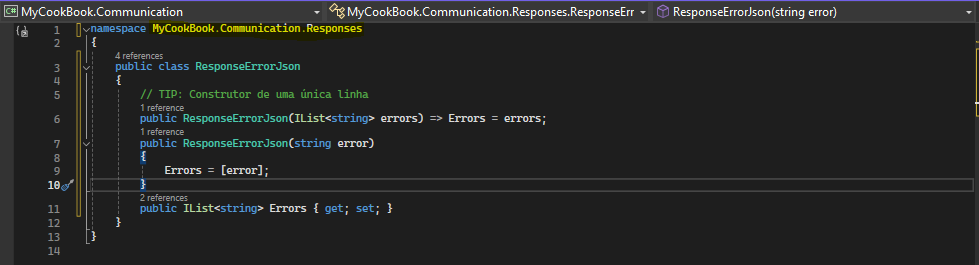 C# MyCookBook.Communication MyCookBook.Communication.Responses.ResponseErr ResponseErrorJson(string error)
1 namespace MyCookBook.Communication.Responses
2 {
4 references
3 public class ResponseErrorJson
4 {
5 // TIP: Construtor de uma única linha
1 reference
6 public ResponseErrorJson(IList<string> errors) => Errors = errors;
1 reference
7 public ResponseErrorJson(string error)
8 {
9 Errors = [error];
10 }
2 references
11 public IList<string> Errors { get; set; }
12 }
13 }
14